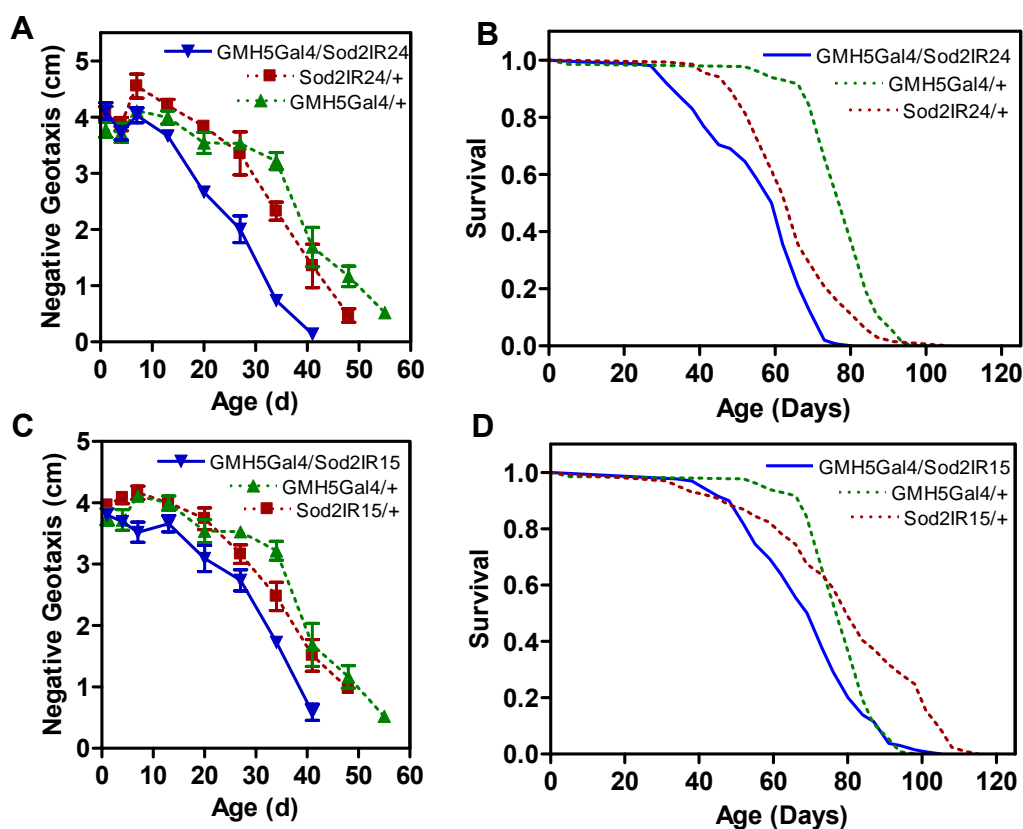 A
GMH5Gal4/Sod2IR24
Sod2IR24/+
GMH5Gal4/+
Negative Geotaxis (cm)
5
4
3
2
1
0
0 10 20 30 40 50 60
Age (d)
B
GMH5Gal4/Sod2IR24
GMH5Gal4/+
Sod2IR24/+
Survival
1.0
0.8
0.6
0.4
0.2
0.0
0 20 40 60 80 100 120
Age (Days)
C
GMH5Gal4/Sod2IR15
GMH5Gal4/+
Sod2IR15/+
Negative Geotaxis (cm)
5
4
3
2
1
0
0 10 20 30 40 50 60
Age (d)
D
GMH5Gal4/Sod2IR15
GMH5Gal4/+
Sod2IR15/+
Survival
1.0
0.8
0.6
0.4
0.2
0.0
0 20 40 60 80 100 120
Age (Days)